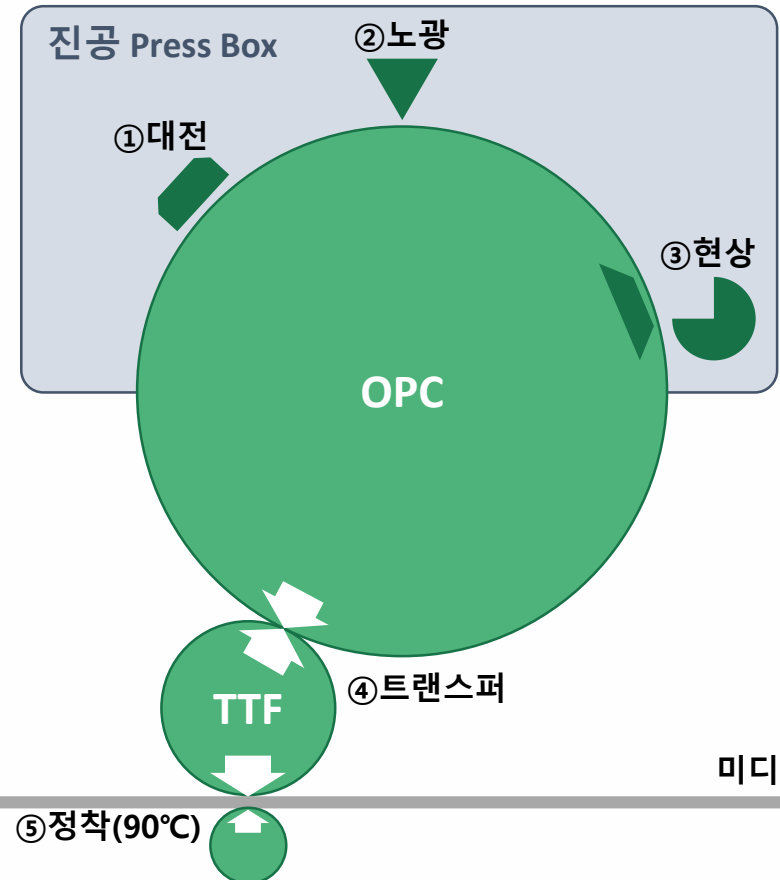 진공 Press Box
②노광
①대전
③현상
OPC
TTF
④트랜스퍼
미디
⑤정착(90℃)